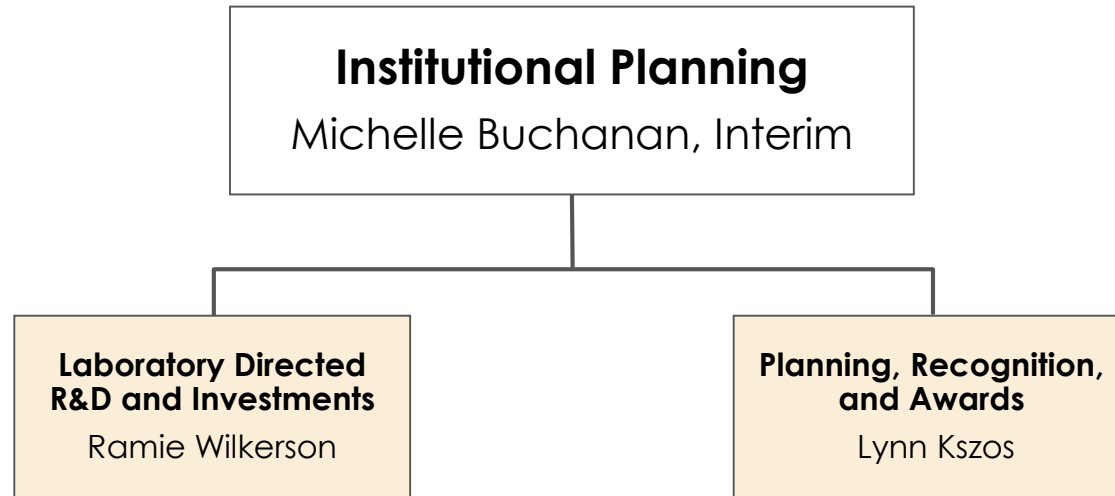 Institutional Planning
Michelle Buchanan, Interim
Laboratory Directed
R&D and Investments
Ramie Wilkerson
Planning, Recognition,
and Awards
Lynn Kszos